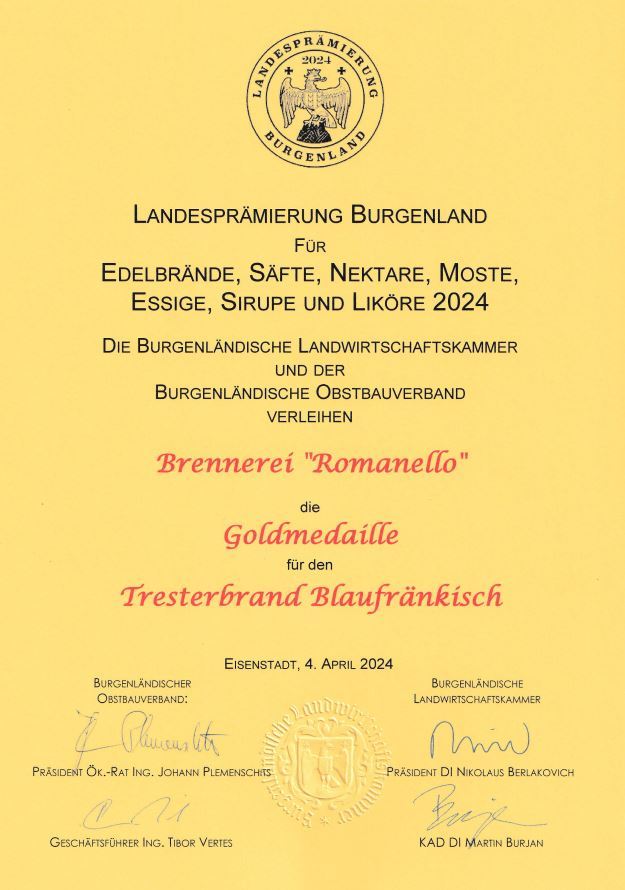 LANDESPRÄMIERUNG
2024
BURGENLAND
LANDESPRÄMIERUNG BURGENLAND
FÜR
EDELBRÄNDE, SÄFTE, NEKTARE, MOSTE,
ESSIGE, SIRUPE UND LIKÖRE 2024
DIE BURGENLÄNDISCHE LANDWIRTSCHAFTSKAMMER
UND DER
BURGENLÄNDISCHE OBSTBAUVERBAND
VERLEIHEN
Brennerei "Romanello"
die
Goldmedaille
für den
Tresterbrand Blaufränkisch
EISENSTADT, 4. APRIL 2024
BURGENLÄNDISCHER
OBSTBAUVERBAND:
PRÄSIDENT ÖK.-RAT ING. JOHANN PLEMENSCHITS
GESCHÄFTSFÜHRER ING. TIBOR VERTES
BURGENLÄNDISCHE
LANDWIRTSCHAFTSKAMMER
PRÄSIDENT DI NIKOLAUS BERLAKOVICH
KAD DI MARTIN BURJAN
Burgenländische Landwirtschaftskammer